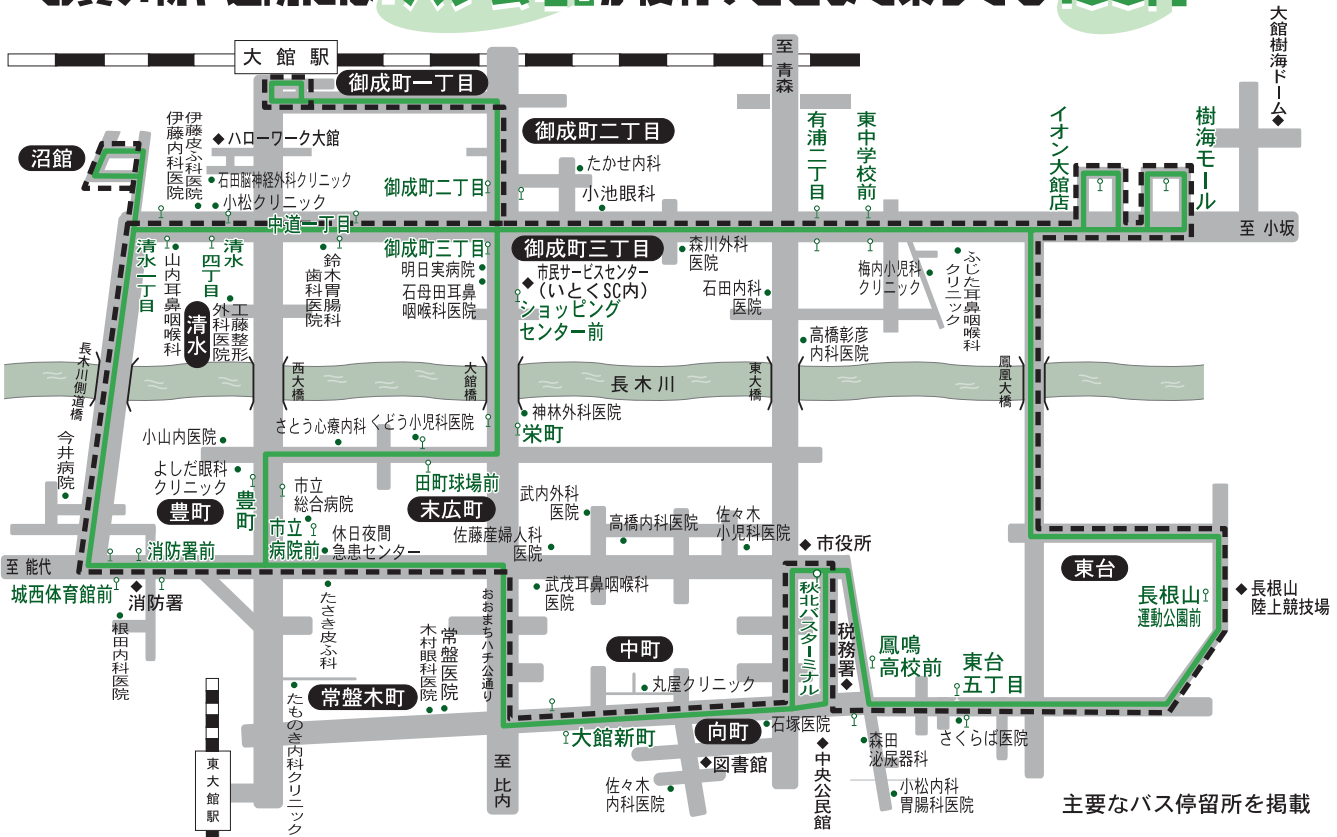 大館駅
御成町一丁目
至 青森
大館樹海ドーム
沼館
伊藤内科医院
伊藤皮ふ科医院
ハローワーク大館
石田脳神経外科クリニック
小松クリニック
中道一丁目
御成町二丁目
御成町二丁目
たかせ内科
小池眼科
有浦二丁目
東中学校前
イオン大館店
樹海モール
至 小坂
清水一丁目
山内耳鼻咽喉科
清水四丁目
清水
工藤整形
外科医院
鈴木胃腸科
歯科医院
御成町三丁目
明日実病院
石母田耳鼻
咽喉科医院
御成町三丁目
市民サービスセンター
（いとくSC内）
ショッピング
センター前
森川外科
医院
石田内科
医院
梅内小児科
クリニック
ふじた耳鼻咽喉科
クリニック
高橋彰彦
内科医院
長木川側道橋
西大橋
大館橋
長木川
東大橋
鳳凰大橋
今井病院
小山内医院
さとう心療内科
くどう小児科医院
神林外科医院
栄町
よしだ眼科
クリニック
豊町
豊町
市立
総合病院
市立
病院前
休日夜間
急患センター
田町球場前
末広町
武内外科
医院
佐藤産婦人科
医院
高橋内科医院
佐々木
小児科医院
市役所
至 能代
消防署前
城西体育館前
消防署
根田内科医院
たさき皮ふ科
木村眼科医院
常盤医院
おおまちハチ公通り
武茂耳鼻咽喉科
医院
中町
丸屋クリニック
秋北バスターミナル
税務署
鳳鳴
高校前
東台
五丁目
東台
長根山
運動公園前
長根山
陸上競技場
常盤木町
たものき内科クリニック
東大館駅
大館新町
向町
石塚医院
図書館
佐々木
内科医院
至 比内
中央公民館
森田
泌尿器科
さくらば医院
小松内科
胃腸科医院
主要なバス停留所を掲載